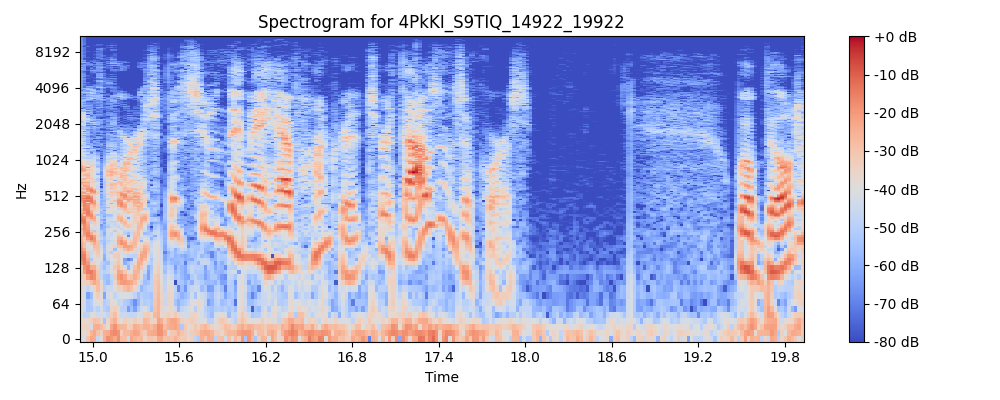 Spectrogram for 4PkKI_S9TIQ_14922_19922
8192
4096
2048
1024
512
256
128
64
0
Hz
15.0 15.6 16.2 16.8 17.4 18.0 18.6 19.2 19.8
Time
+0 dB
-10 dB
-20 dB
-30 dB
-40 dB
-50 dB
-60 dB
-70 dB
-80 dB